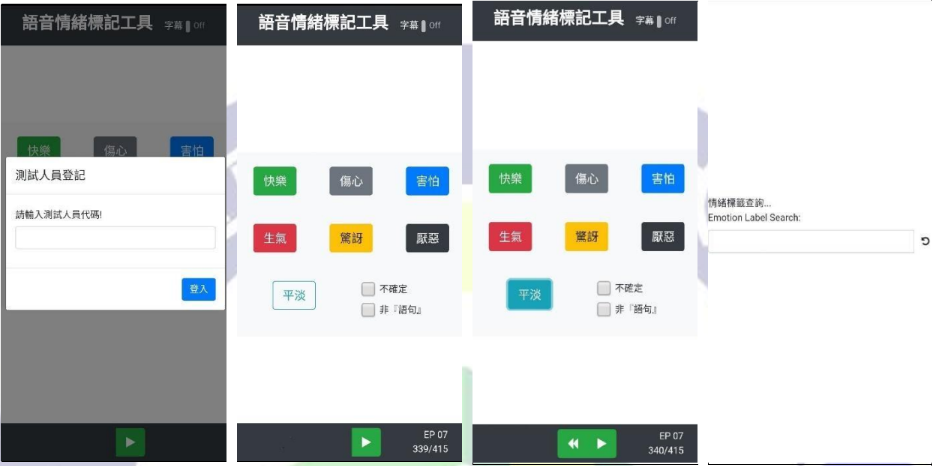 語音情緒標記工具 字幕 Off
快樂 傷心 害怕
測試人員登記
請輸入測試人員代碼!
登入
語音情緒標記工具 字幕 Off
快樂 傷心 害怕
生氣 驚訝 厭惡
平淡 不確定
非『語句』
EP 07
339/415
語音情緒標記工具 字幕 Off
快樂 傷心 害怕
生氣 驚訝 厭惡
平淡 不確定
非『語句』
EP 07
340/415
情緒標籤查詢...
Emotion Label Search: